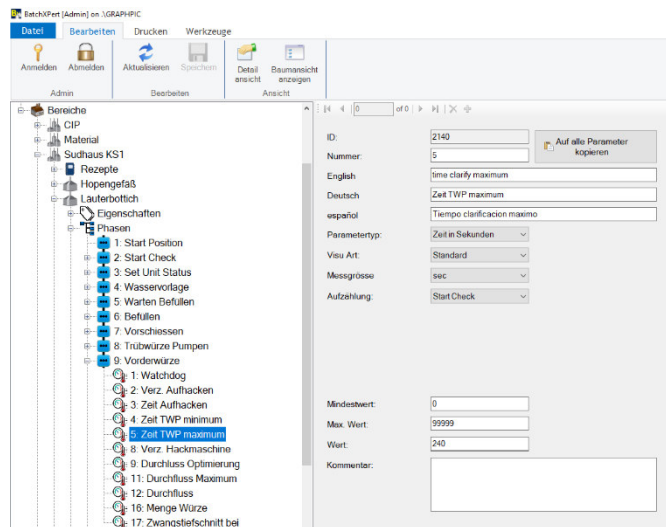 BatchXPert [Admin] on .\GRAPHPIC
Datei Bearbeiten Drucken Werkzeuge
Anmelden Abmelden Aktualisieren Speichern Detail ansicht Baumansicht anzeigen
Admin Bearbeiten Ansicht
Bereiche
CIP
Material
Sudhaus KS1
Rezepte
Hopengefaß
Lauterbottich
Eigenschaften
Phasen
1: Start Position
2: Start Check
3: Set Unit Status
4: Wasservorlage
5: Warten Befüllen
6: Befüllen
7: Vorschiessen
8: Trübwürze Pumpen
9: Vorderwürze
1: Watchdog
2: Verz. Aufhacken
3: Zeit Aufhacken
4: Zeit TWP minimum
5: Zeit TWP maximum
8: Verz. Hackmaschine
9: Durchfluss Optimierung
11: Durchfluss Maximum
12: Durchfluss
16: Menge Würze
17: Zwangstiefschnitt bei
0 of 0
ID: 2140
Auf alle Parameter kopieren
Nummer: 5
English time clarify maximum
Deutsch Zeit TWP maximum
español Tiempo clarificacion maximo
Parametertyp: Zeit in Sekunden
Visu Art: Standard
Messgrösse sec
Aufzählung: Start Check
Mindestwert: 0
Max. Wert: 99999
Wert: 240
Kommentar: